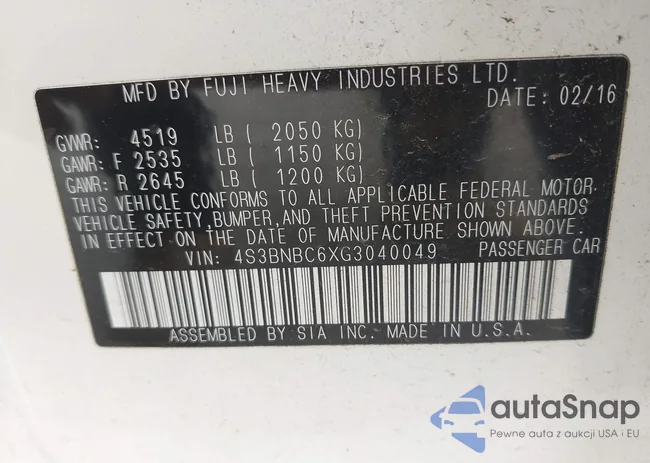 MFD BY FUJI HEAVY INDUSTRIES LTD.
DATE: 02/16
GVWR: 4519 LB ( 2050 KG)
GAWR: F 2535 LB ( 1150 KG)
GAWR: R 2645 LB ( 1200 KG)
THIS VEHICLE CONFORMS TO ALL APPLICABLE FEDERAL MOTOR
VEHICLE SAFETY,BUMPER,AND THEFT PREVENTION STANDARDS
IN EFFECT ON THE DATE OF MANUFACTURE SHOWN ABOVE.
VIN: 4S3BNBC6XG3040049 PASSENGER CAR
ASSEMBLED BY SIA INC. MADE IN U.S.A.
autaSnap
Pewne auta z aukcji USA i EU